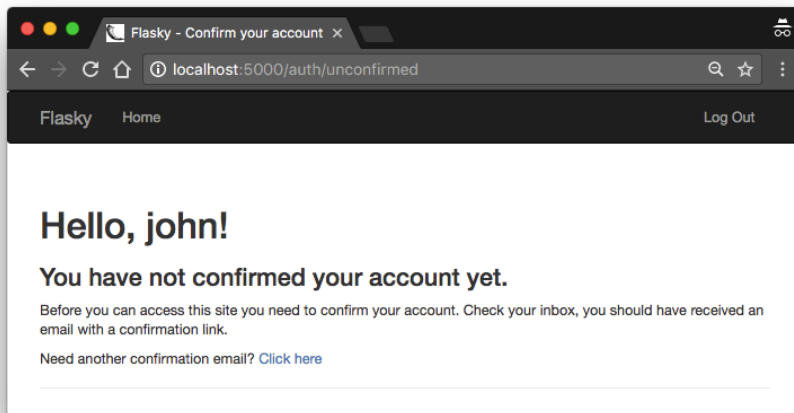 Flasky - Confirm your account
localhost:5000/auth/unconfirmed
Flasky Home Log Out
Hello, john!
You have not confirmed your account yet.
Before you can access this site you need to confirm your account. Check your inbox, you should have received an
email with a confirmation link.
Need another confirmation email? Click here